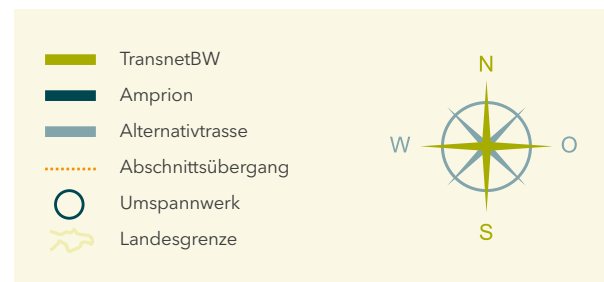 TransnetBW
Amprion
Alternativtrasse
Abschnittsübergang
Umspannwerk
Landesgrenze
N
W
O
S